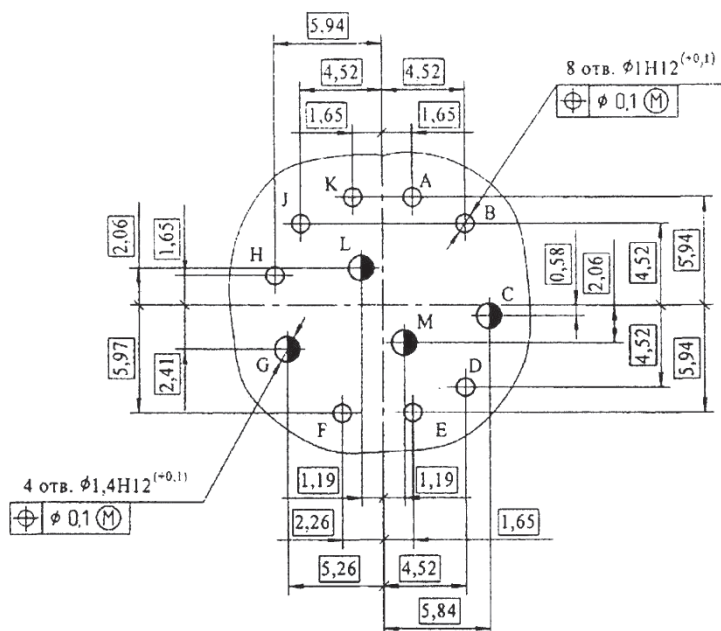 5,94
4,52
4,52
1,65
1,65
8 отв. ϕ1H12(+0,1)
⌖ ϕ 0,1 Ⓜ
K
A
J
B
L
H
C
M
G
D
F
E
2,06
1,65
5,97
2,41
0,58
2,06
4,52
5,94
4,52
5,94
4 отв. ϕ1,4H12(+0,1)
⌖ ϕ 0,1 Ⓜ
1,19
1,19
2,26
1,65
5,26
4,52
5,84